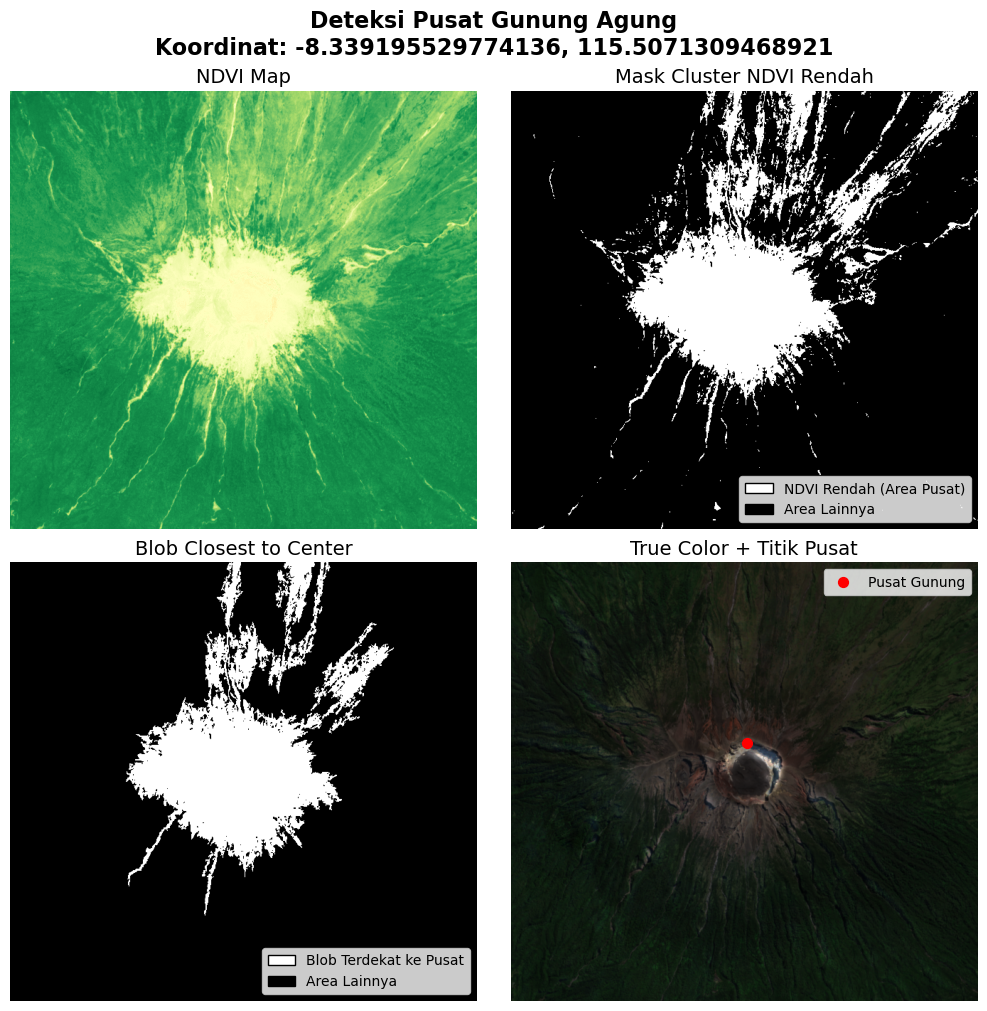 Deteksi Pusat Gunung Agung
Koordinat: -8.339195529774136, 115.5071309468921
NDVI Map
Mask Cluster NDVI Rendah
NDVI Rendah (Area Pusat)
Area Lainnya
Blob Closest to Center
True Color + Titik Pusat
Pusat Gunung
Blob Terdekat ke Pusat
Area Lainnya